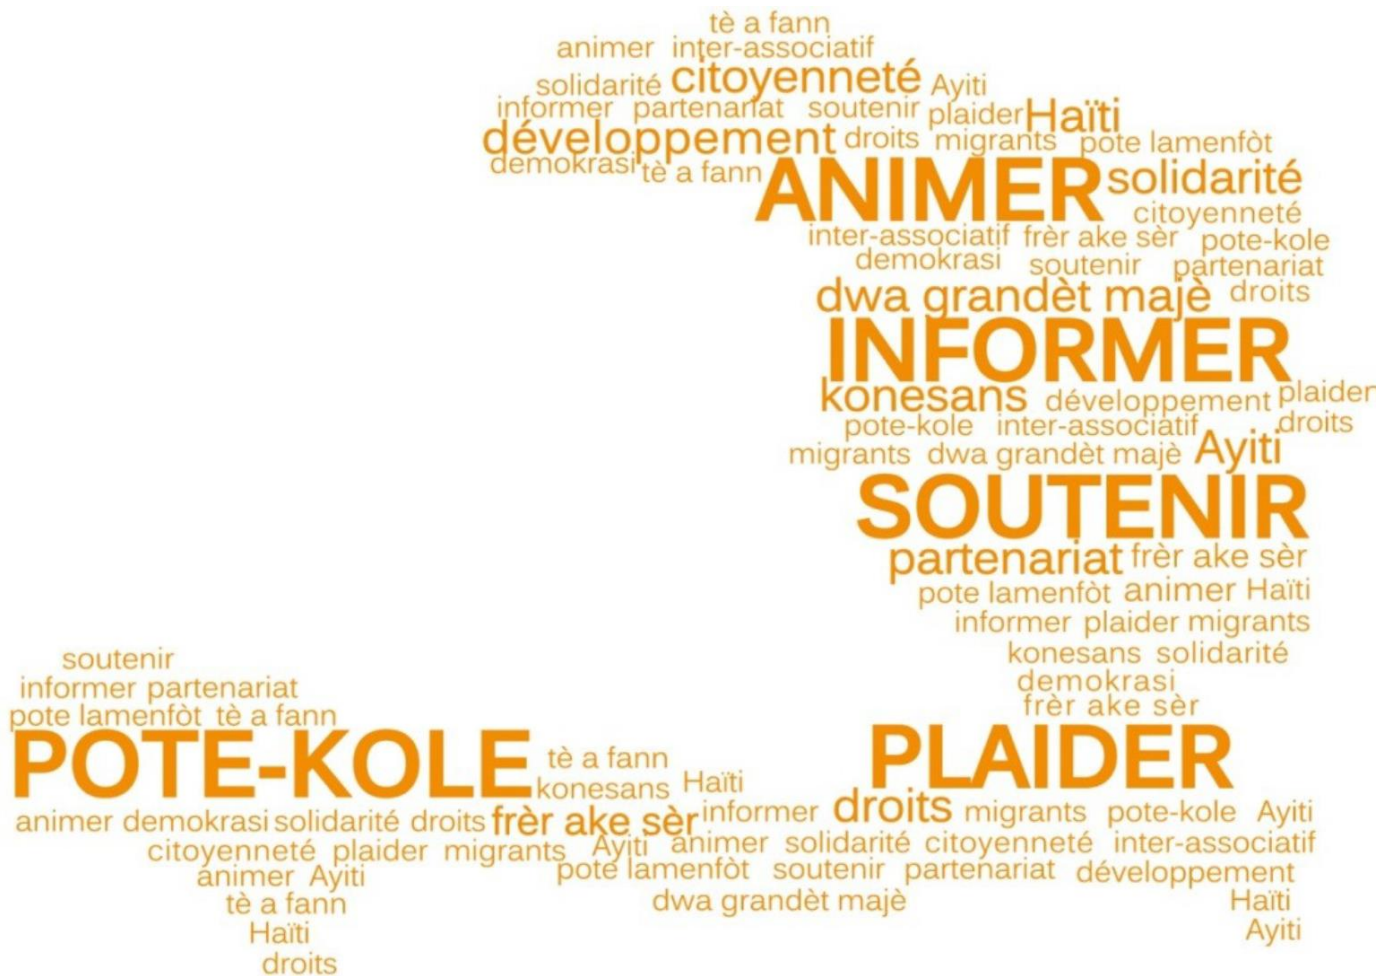 tè a fann
animer inter-associatif
solidarité citoyenneté Ayiti
informer partenariat soutenir plaider Haïti
développement droits migrants pote lamenfòt
demokrasi tè a fann ANIMER solidarité
citoyenneté
inter-associatif frèr ake sèr pote-kole
demokrasi soutenir partenariat
dwa grandèt majè droits
INFORMER
konesans développement plaider
pote-kole inter-associatif droits
migrants dwa grandèt majè Ayiti
SOUTENIR
partenariat frèr ake sèr
pote lamenfòt animer Haïti
informer plaider migrants
konesans solidarité
demokrasi
frèr ake sèr
soutenir
informer partenariat
pote lamenfòt tè a fann
POTE-KOLE tè a fann PLAIDER
konesans Haïti
animer demokrasi solidarité droits frèr ake sèr informer droits migrants pote-kole Ayiti
citoyenneté plaider migrants Ayiti animer solidarité citoyenneté inter-associatif
animer Ayiti pote lamenfòt soutenir partenariat développement
tè a fann dwa grandèt majè Haïti
Haïti Ayiti
droits